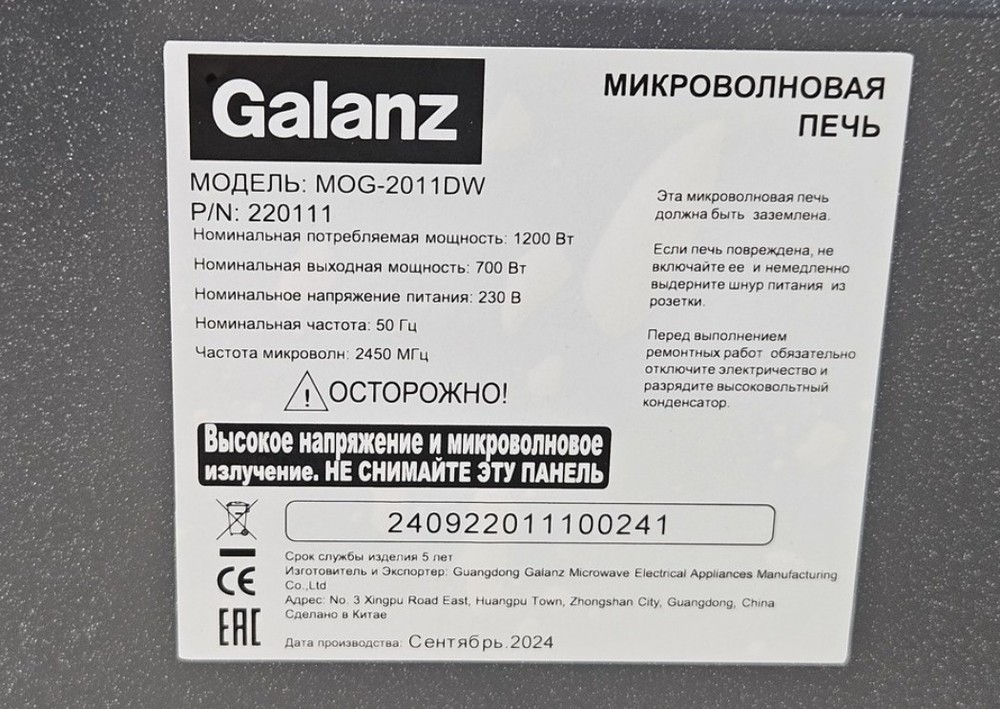 Galanz
МИКРОВОЛНОВАЯ
ПЕЧЬ
МОДЕЛЬ: MOG-2011DW
P/N: 220111
Номинальная потребляемая мощность: 1200 Вт
Номинальная выходная мощность: 700 Вт
Номинальное напряжение питания: 230 В
Номинальная частота: 50 Гц
Частота микроволн: 2450 МГц
Эта микроволновая печь
должна быть заземлена.
Если печь повреждена, не
включайте ее и немедленно
выдерните шнур питания из
розетки.
Перед выполнением
ремонтных работ обязательно
отключите электричество и
разрядите высоковольтный
конденсатор.
! ОСТОРОЖНО!
Высокое напряжение и микроволновое
излучение. НЕ СНИМАЙТЕ ЭТУ ПАНЕЛЬ
240922011100241
Срок службы изделия 5 лет
Изготовитель и Экспортер: Guangdong Galanz Microwave Electrical Appliances Manufacturing
Co.,Ltd
Адрес: No. 3 Xingpu Road East, Huangpu Town, Zhongshan City, Guangdong, China
Сделано в Китае
Дата производства: Сентябрь.2024
CE
EAC